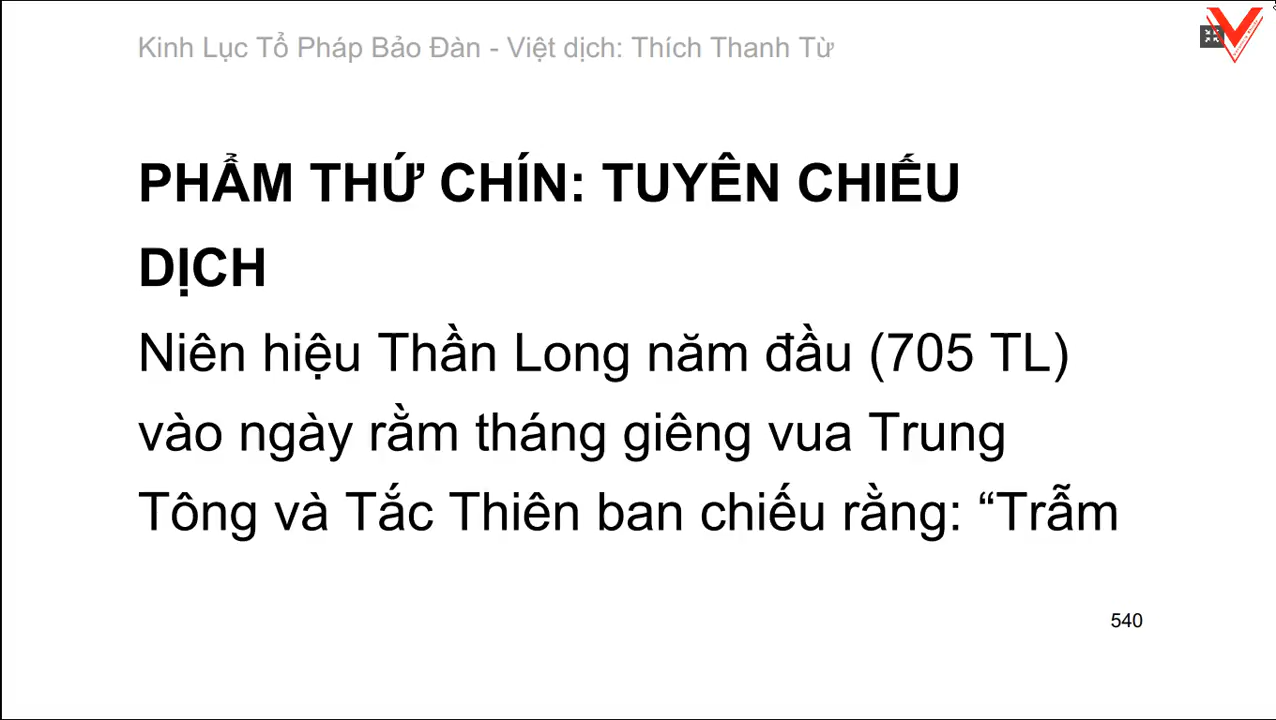 Kinh Lục Tổ Pháp Bảo Đàn - Việt dịch: Thích Thanh Từ
PHẨM THỨ CHÍN: TUYÊN CHIẾU
DỊCH
Niên hiệu Thần Long năm đầu (705 TL)
vào ngày rằm tháng giêng vua Trung
Tông và Tắc Thiên ban chiếu rằng: “Trẫm
540